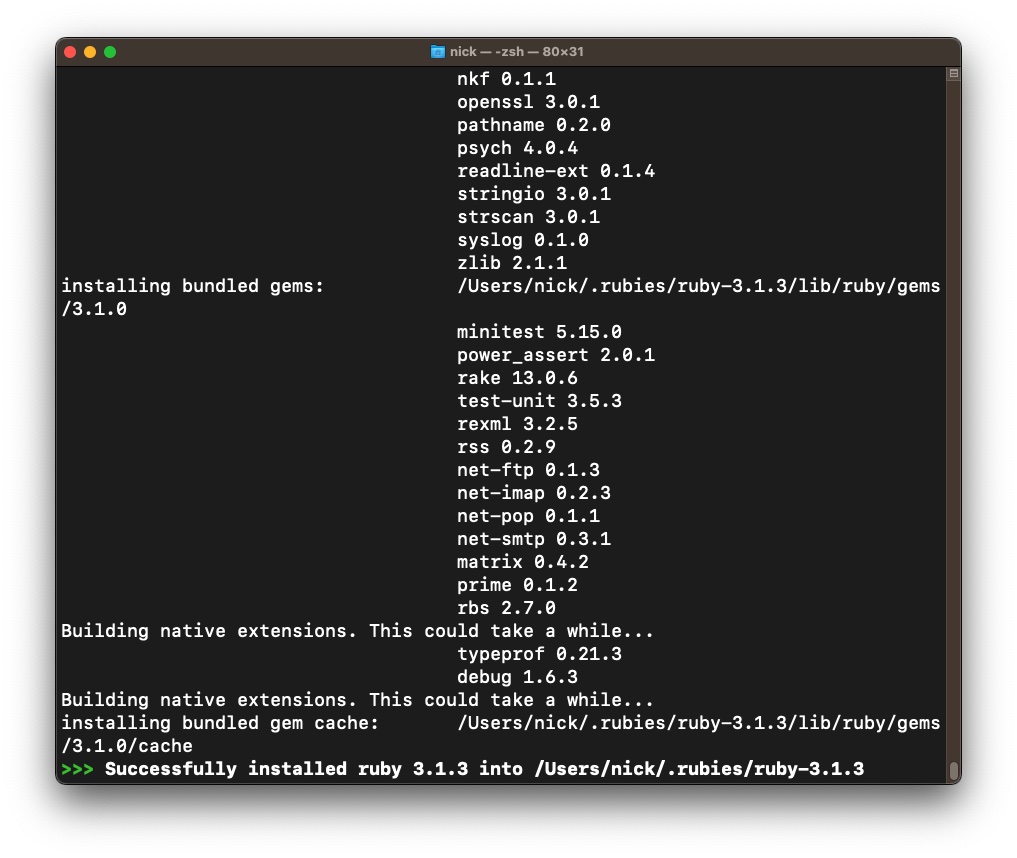 nick — -zsh — 80×31
nkf 0.1.1
openssl 3.0.1
pathname 0.2.0
psych 4.0.4
readline-ext 0.1.4
stringio 3.0.1
strscan 3.0.1
syslog 0.1.0
zlib 2.1.1
installing bundled gems: /Users/nick/.rubies/ruby-3.1.3/lib/ruby/gems
/3.1.0
minitest 5.15.0
power_assert 2.0.1
rake 13.0.6
test-unit 3.5.3
rexml 3.2.5
rss 0.2.9
net-ftp 0.1.3
net-imap 0.2.3
net-pop 0.1.1
net-smtp 0.3.1
matrix 0.4.2
prime 0.1.2
rbs 2.7.0
Building native extensions. This could take a while...
typeprof 0.21.3
debug 1.6.3
Building native extensions. This could take a while...
installing bundled gem cache: /Users/nick/.rubies/ruby-3.1.3/lib/ruby/gems
/3.1.0/cache
>>> Successfully installed ruby 3.1.3 into /Users/nick/.rubies/ruby-3.1.3